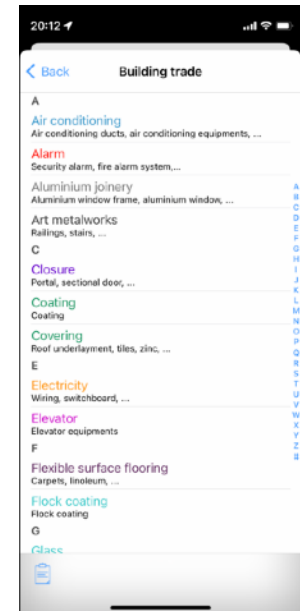 20:12
Back
Building trade
A
Air conditioning
Air conditioning ducts, air conditioning equipments, ...
Alarm
Security alarm, fire alarm system,...
Aluminium joinery
Aluminium window frame, aluminium window, ...
Art metalworks
Railings, stairs, ...
C
Closure
Portal, sectional door, ...
Coating
Coating
Covering
Roof underlayment, tiles, zinc, ...
E
Electricity
Wiring, switchboard, ...
Elevator
Elevator equipments
F
Flexible surface flooring
Carpets, linoleum, ...
Flock coating
Flock coating
G
Glass
A
B
C
D
E
F
G
H
I
J
K
L
M
N
O
P
Q
R
S
T
U
V
W
X
Y
Z
#